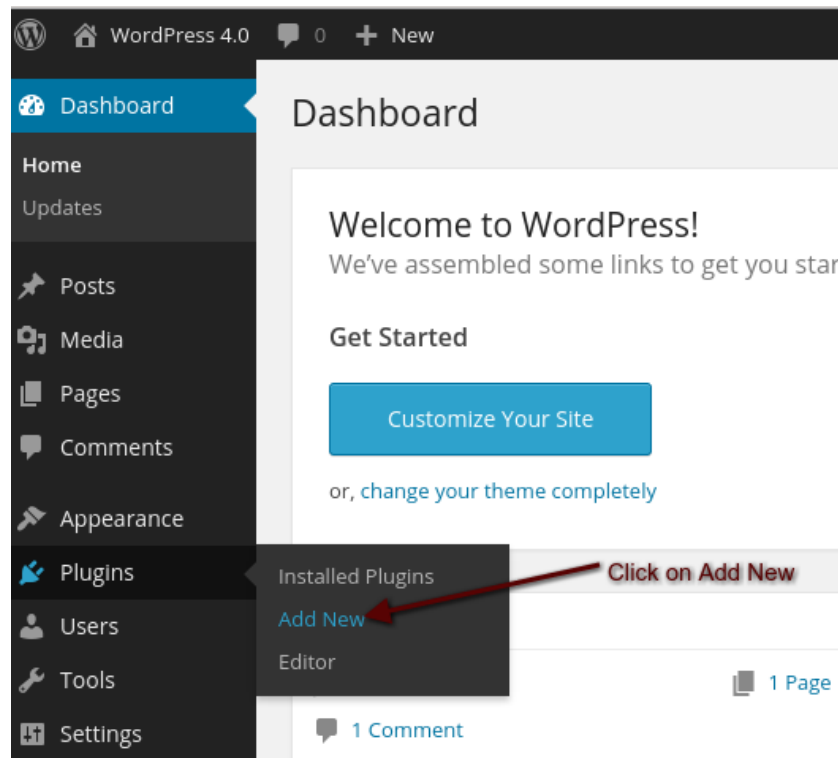 WordPress 4.0 0 + New
Dashboard
Home
Updates
Posts
Media
Pages
Comments
Appearance
Plugins
Users
Tools
Settings
Installed Plugins
Add New
Editor
Click on Add New
Dashboard
Welcome to WordPress!
We've assembled some links to get you star
Get Started
Customize Your Site
or, change your theme completely
1 Page
1 Comment